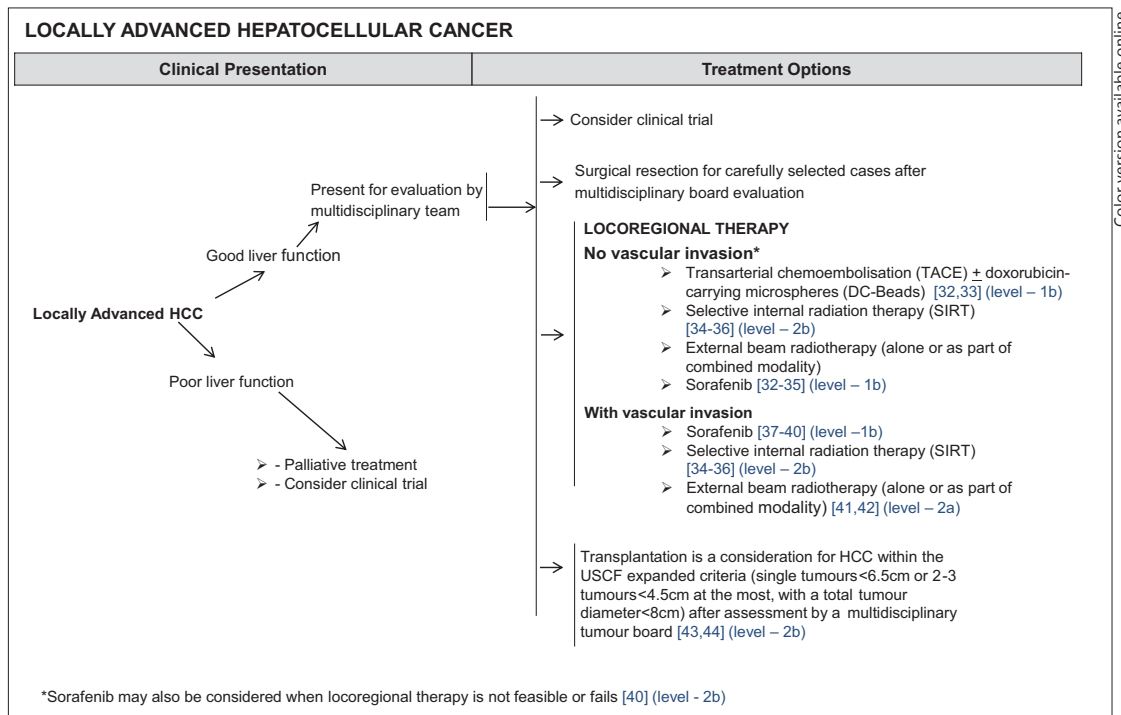 LOCALLY ADVANCED HEPATOCELLULAR CANCER
Clinical Presentation
Treatment Options
Consider clinical trial
Surgical resection for carefully selected cases after
multidisciplinary board evaluation
Present for evaluation by
multidisciplinary team
Good liver function
Locally Advanced HCC
Poor liver function
➢ - Palliative treatment
➢ - Consider clinical trial
LOCOREGIONAL THERAPY
No vascular invasion*
➢ Transarterial chemoembolisation (TACE) + doxorubicin-
carrying microspheres (DC-Beads) [32,33] (level – 1b)
➢ Selective internal radiation therapy (SIRT)
[34-36] (level – 2b)
➢ External beam radiotherapy (alone or as part of
combined modality)
➢ Sorafenib [32-35] (level – 1b)
With vascular invasion
➢ Sorafenib [37-40] (level –1b)
➢ Selective internal radiation therapy (SIRT)
[34-36] (level – 2b)
➢ External beam radiotherapy (alone or as part of
combined modality) [41,42] (level – 2a)
Transplantation is a consideration for HCC within the
USCF expanded criteria (single tumours<6.5cm or 2-3
tumours<4.5cm at the most, with a total tumour
diameter<8cm) after assessment by a multidisciplinary
tumour board [43,44] (level – 2b)
*Sorafenib may also be considered when locoregional therapy is not feasible or fails [40] (level - 2b)
Color version available online